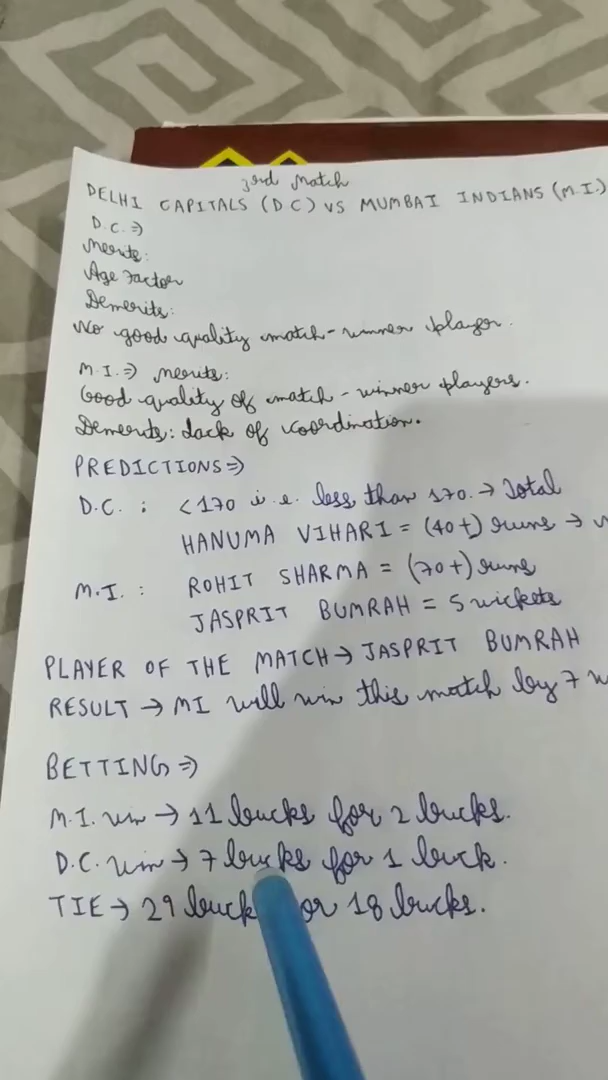 3rd Match
DELHI CAPITALS (DC) VS MUMBAI INDIANS (M.I.)
D.C. ⇒
Merits:
Age Factor
Demerits:
No good quality match-winner player.
M.I. ⇒ Merits:
Good quality of match-winner players.
Demerits: Lack of coordination.
PREDICTIONS ⇒
D.C. : <170 i.e. less than 170. → Total
HANUMA VIHARI = (40+) runs →
M.I. : ROHIT SHARMA = (70+) runs
JASPRIT BUMRAH = 5 wickets
PLAYER OF THE MATCH → JASPRIT BUMRAH
RESULT → MI will win this match by 7
BETTING ⇒
M.I. win → 11 bucks for 2 bucks.
D.C. win → 7 bucks for 1 buck.
TIE → 29 buck or 18 bucks.